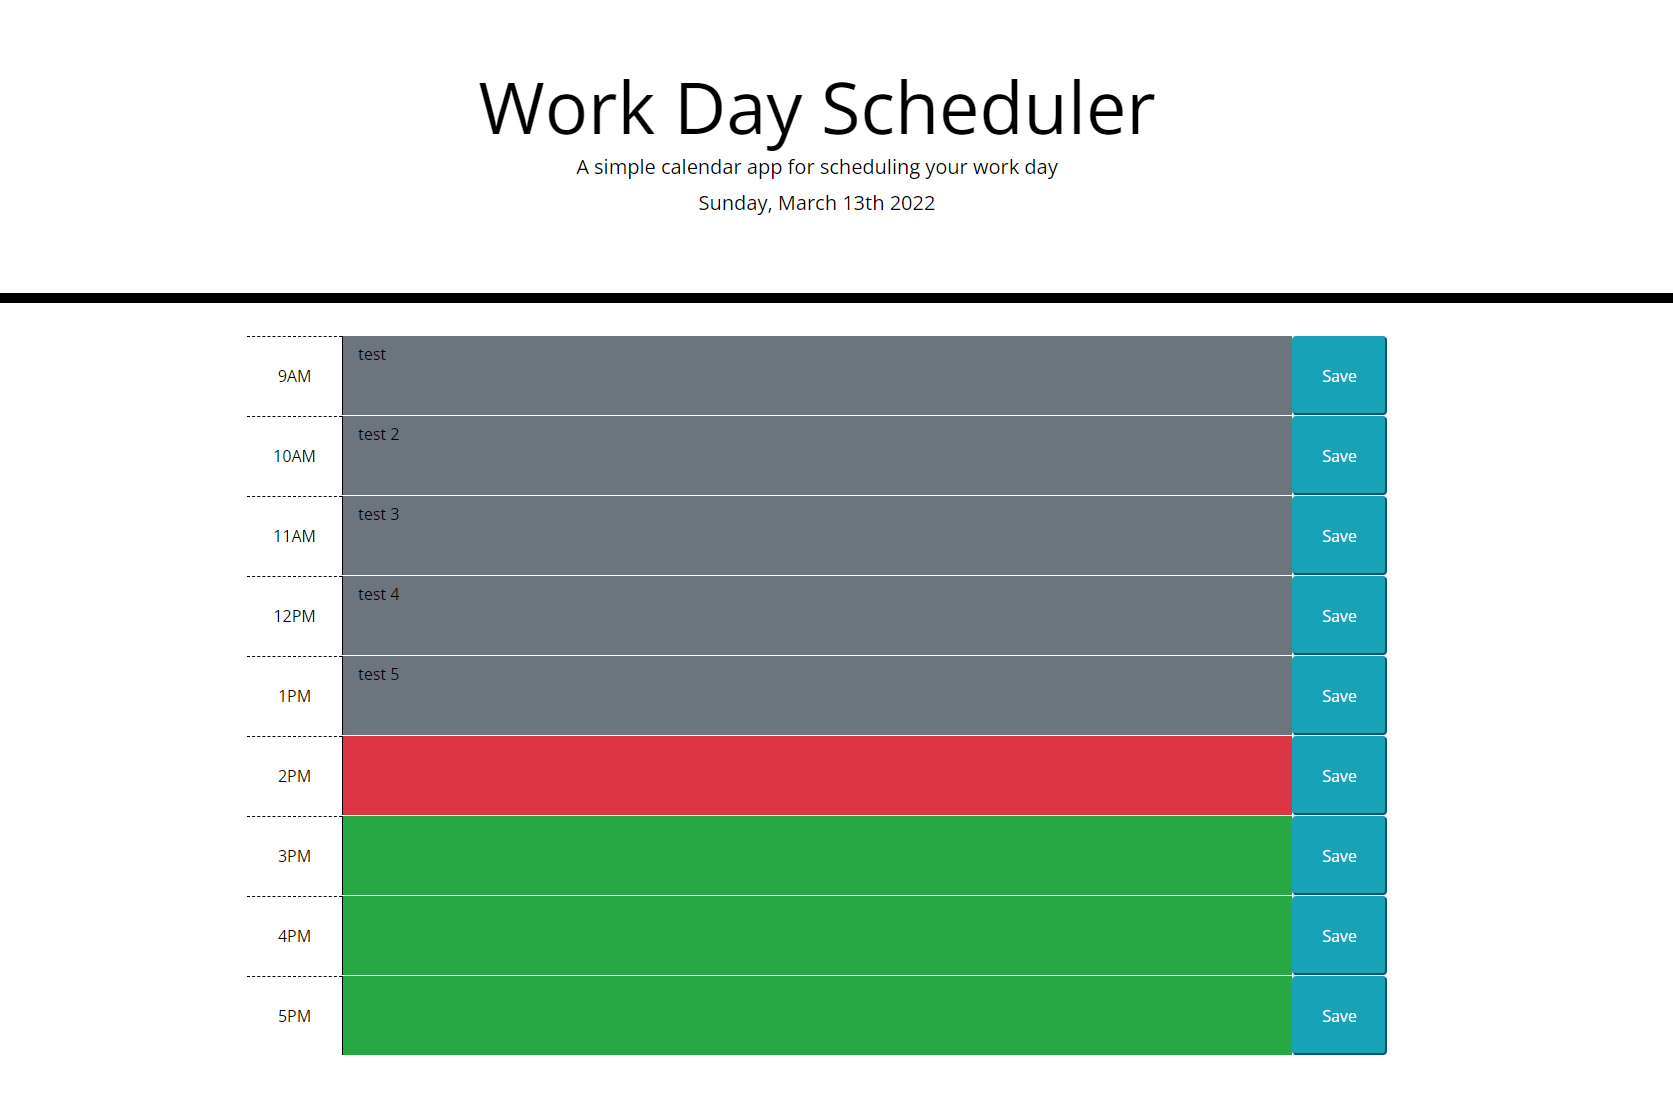 Work Day Scheduler
A simple calendar app for scheduling your work day
Sunday, March 13th 2022
9AM test Save
10AM test 2 Save
11AM test 3 Save
12PM test 4 Save
1PM test 5 Save
2PM Save
3PM Save
4PM Save
5PM Save